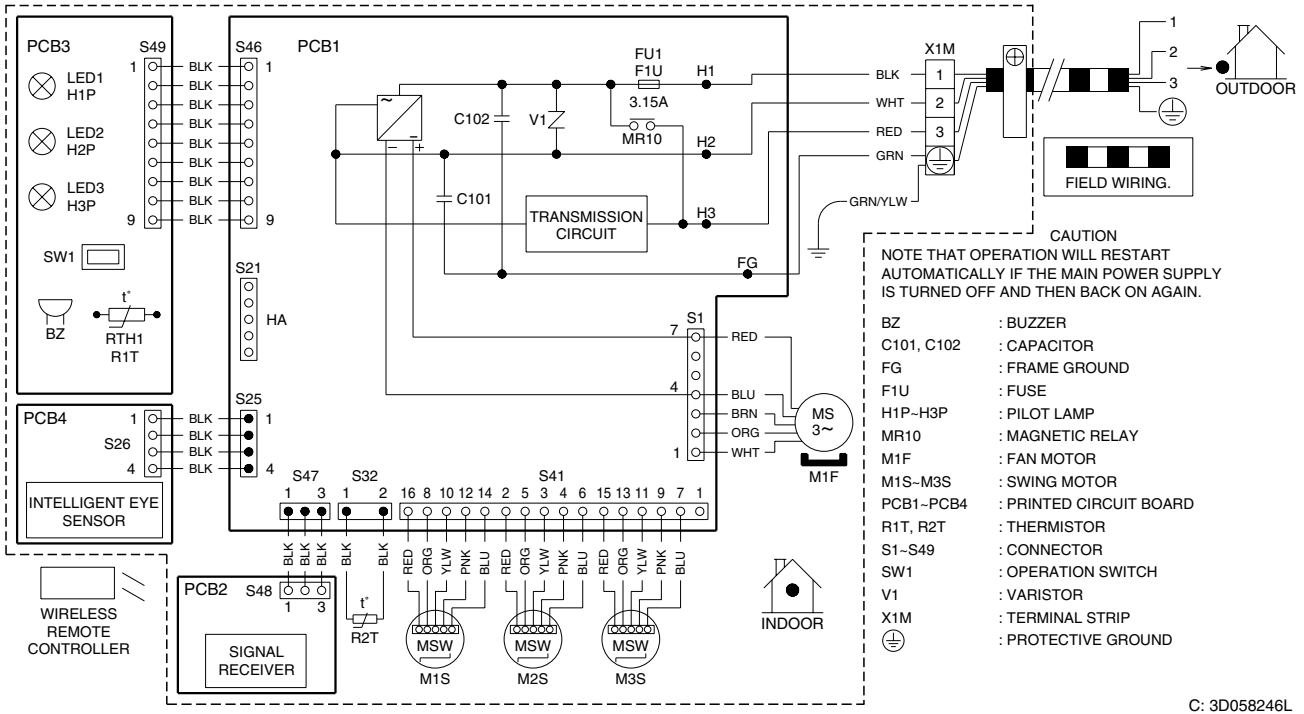 PCB3
S49
S46
PCB1
1
BLK
1
BLK
BLK
BLK
BLK
BLK
BLK
BLK
9
BLK
9
LED1
H1P
LED2
H2P
LED3
H3P
SW1
BZ
t°
RTH1
R1T
S21
HA
PCB4
S26
1
4
BLK
BLK
BLK
BLK
S25
1
4
INTELLIGENT EYE
SENSOR
~
−
−
+
C102
V1
FU1
F1U
3.15A
MR10
H1
H2
H3
C101
TRANSMISSION
CIRCUIT
FG
X1M
BLK
1
WHT
2
RED
3
GRN
GRN/YLW
1
2
3
OUTDOOR
FIELD WIRING.
S1
7
4
1
RED
BLU
BRN
ORG
WHT
MS
3~
M1F
S47
1 3
BLK
BLK
BLK
S32
1 2
BLK
BLK
S41
16 8 10 12 14 2 5 3 4 6 15 13 11 9 7 1
RED
ORG
YLW
PNK
BLU
RED
ORG
YLW
PNK
BLU
RED
ORG
YLW
PNK
BLU
PCB2
S48
1 3
SIGNAL
RECEIVER
t°
R2T
MSW
M1S
MSW
M2S
MSW
M3S
INDOOR
WIRELESS
REMOTE
CONTROLLER
CAUTION
NOTE THAT OPERATION WILL RESTART
AUTOMATICALLY IF THE MAIN POWER SUPPLY
IS TURNED OFF AND THEN BACK ON AGAIN.
BZ : BUZZER
C101, C102 : CAPACITOR
FG : FRAME GROUND
F1U : FUSE
H1P~H3P : PILOT LAMP
MR10 : MAGNETIC RELAY
M1F : FAN MOTOR
M1S~M3S : SWING MOTOR
PCB1~PCB4 : PRINTED CIRCUIT BOARD
R1T, R2T : THERMISTOR
S1~S49 : CONNECTOR
SW1 : OPERATION SWITCH
V1 : VARISTOR
X1M : TERMINAL STRIP
: PROTECTIVE GROUND
C: 3D058246L